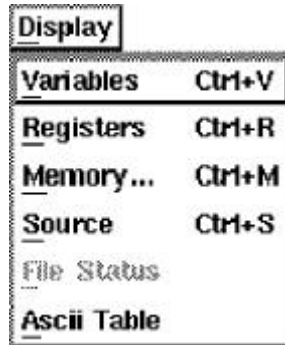 Display
Variables Ctrl+V
Registers Ctrl+R
Memory... Ctrl+M
Source Ctrl+S
File Status
Ascii Table